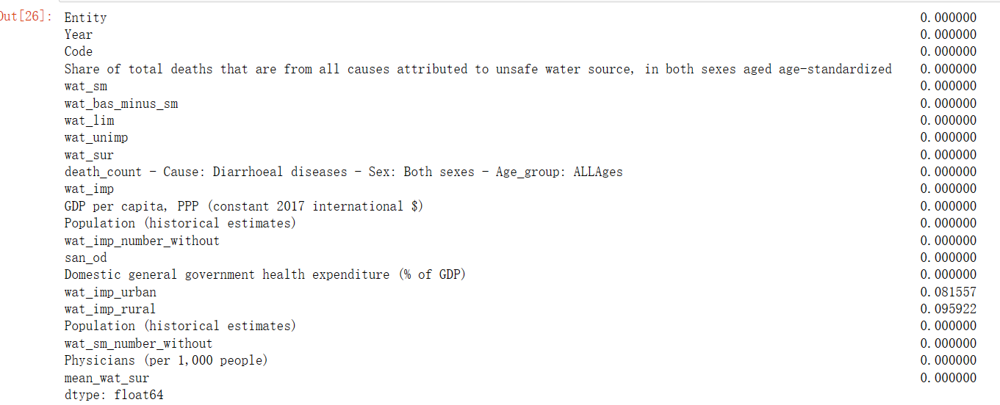 Out[26]: Entity 0.000000
Year 0.000000
Code 0.000000
Share of total deaths that are from all causes attributed to unsafe water source, in both sexes aged age-standardized 0.000000
wat_sm 0.000000
wat_bas_minus_sm 0.000000
wat_lim 0.000000
wat_unimp 0.000000
wat_sur 0.000000
death_count - Cause: Diarrhoeal diseases - Sex: Both sexes - Age_group: ALLAges 0.000000
wat_imp 0.000000
GDP per capita, PPP (constant 2017 international $) 0.000000
Population (historical estimates) 0.000000
wat_imp_number_without 0.000000
san_od 0.000000
Domestic general government health expenditure (% of GDP) 0.000000
wat_imp_urban 0.081557
wat_imp_rural 0.095922
Population (historical estimates) 0.000000
wat_sm_number_without 0.000000
Physicians (per 1,000 people) 0.000000
mean_wat_sur 0.000000
dtype: float64